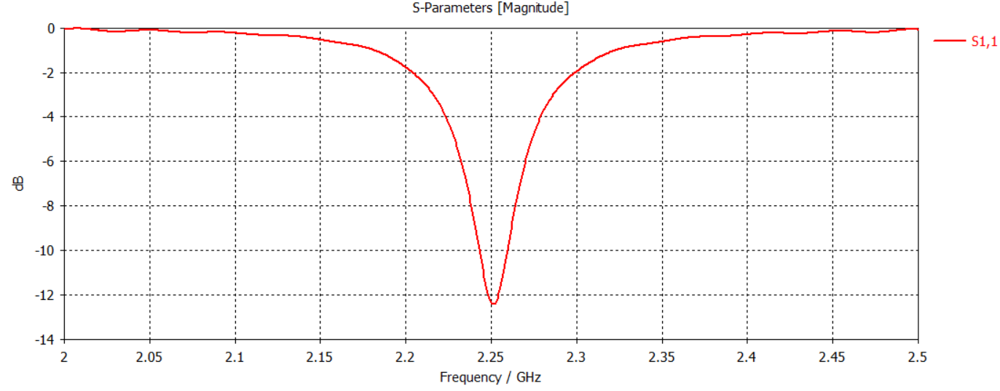 S-Parameters [Magnitude]
0
-2
-4
-6
-8
-10
-12
-14
dB
S1,1
2 2.05 2.1 2.15 2.2 2.25 2.3 2.35 2.4 2.45 2.5
Frequency / GHz